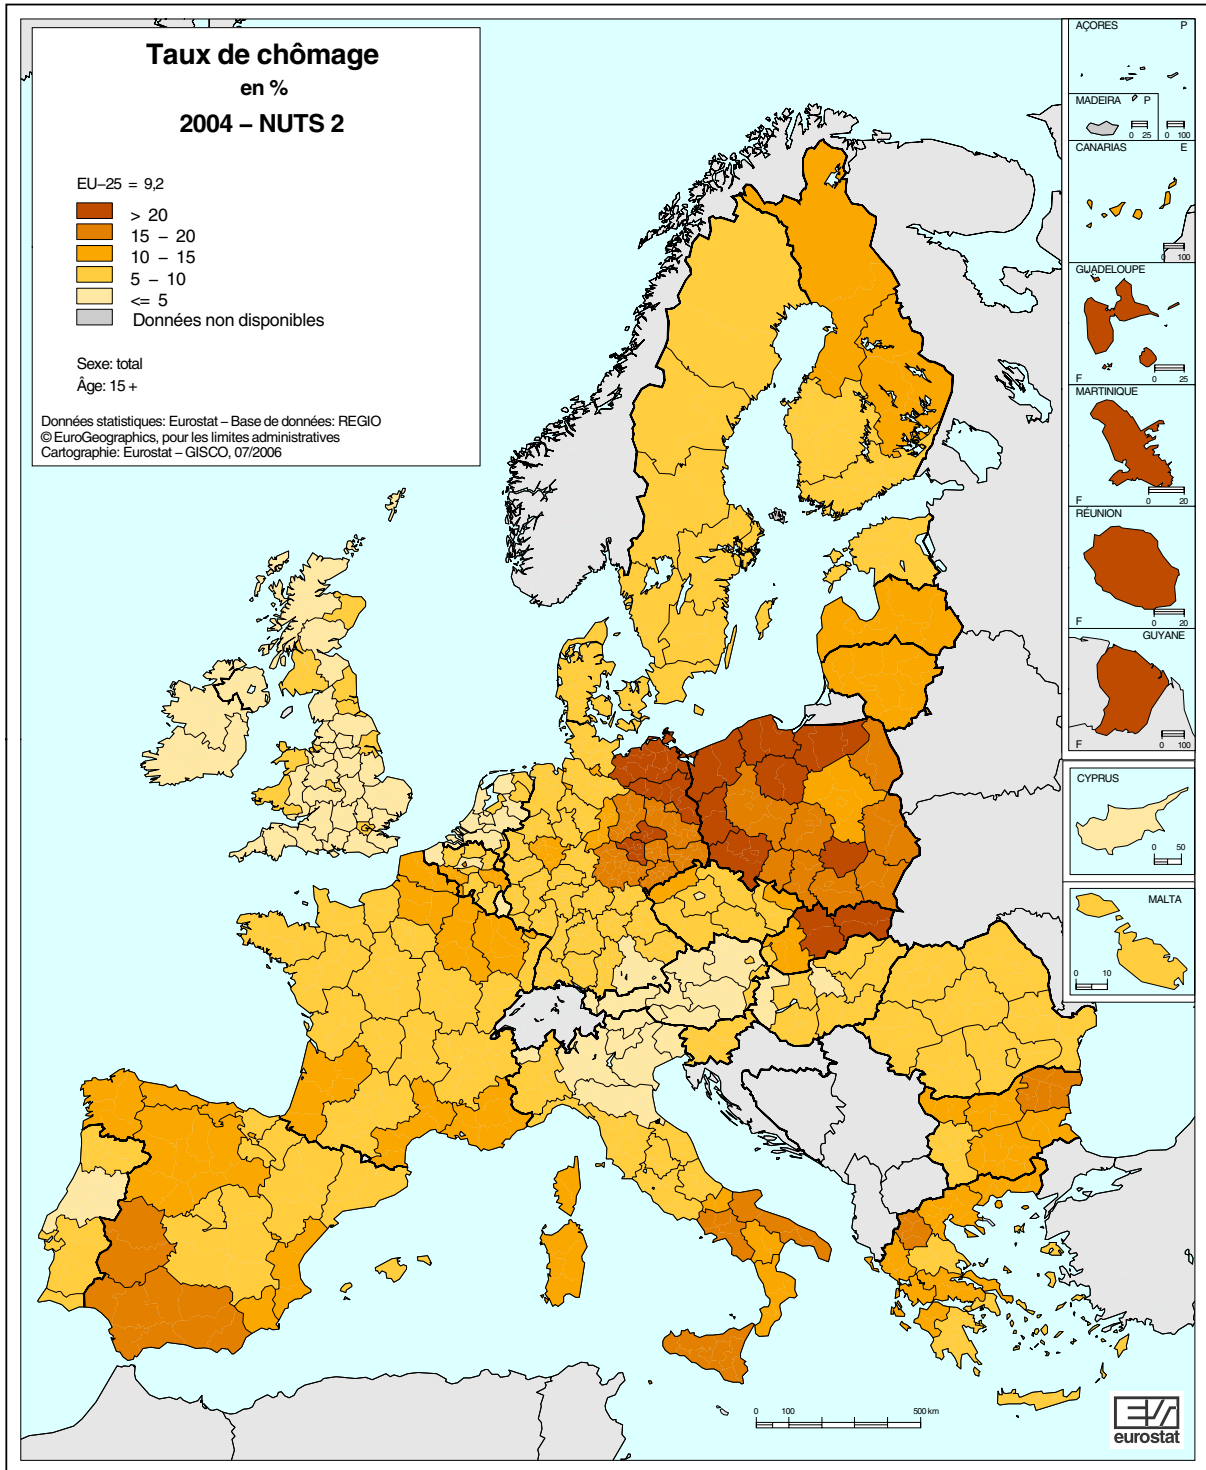 Taux de chômage
en %
2004 – NUTS 2
EU–25 = 9,2
> 20
15 – 20
10 – 15
5 – 10
<= 5
Données non disponibles
Sexe: total
Âge: 15 +
Données statistiques: Eurostat – Base de données: REGIO
© EuroGeographics, pour les limites administratives
Cartographie: Eurostat – GISCO, 07/2006
AÇORES P
MADEIRA P
0 25 0 100
CANARIAS E
0 100
GUADELOUPE
F 0 25
MARTINIQUE
F 0 20
RÉUNION
F 0 20
GUYANE
F 0 100
CYPRUS
0 50
MALTA
0 10
0 100 500 km
eurostat